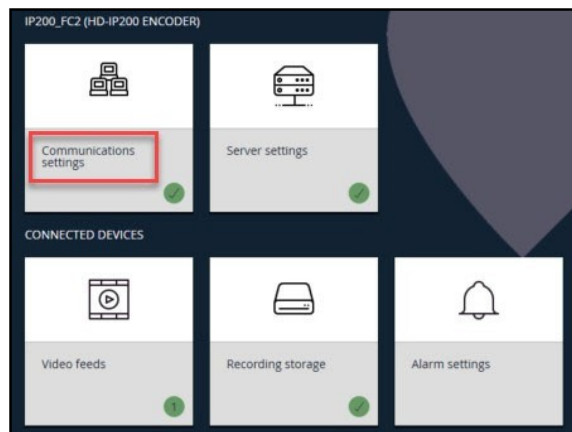 IP200_FC2 (HD-IP200 ENCODER)
Communications
settings
Server settings
CONNECTED DEVICES
Video feeds
Recording storage
Alarm settings
1